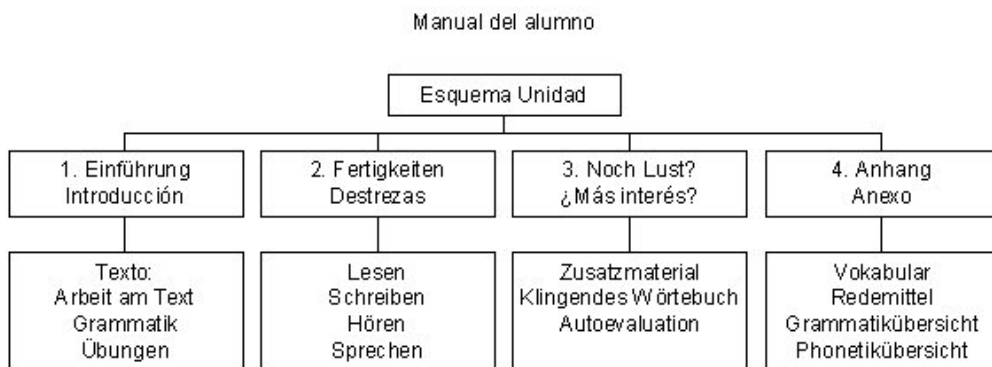 Manual del alumno
Esquema Unidad
1. Einführung
Introducción
2. Fertigkeiten
Destrezas
3. Noch Lust?
¿Más interés?
4. Anhang
Anexo
Texto:
Arbeit am Text
Grammatik
Übungen
Lesen
Schreiben
Hören
Sprechen
Zusatzmaterial
Klingendes Wörtebuch
Autoevaluation
Vokabular
Redemittel
Grammatikübersicht
Phonetikübersicht